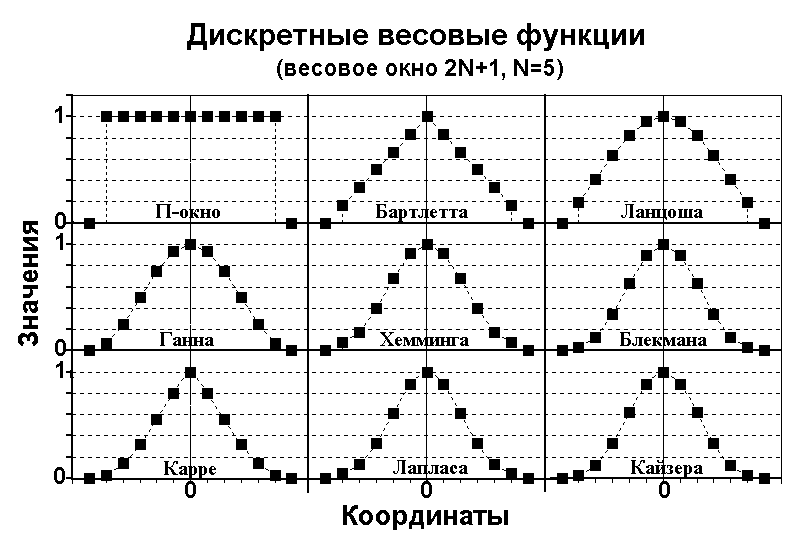 Дискретные весовые функции
(весовое окно 2N+1, N=5)
Значения
1
0
П-окно
Бартлетта
Ланцоша
1
0
Ганна
Хемминга
Блекмана
1
0
Карре
Лапласа
Кайзера
0
0
0
Координаты